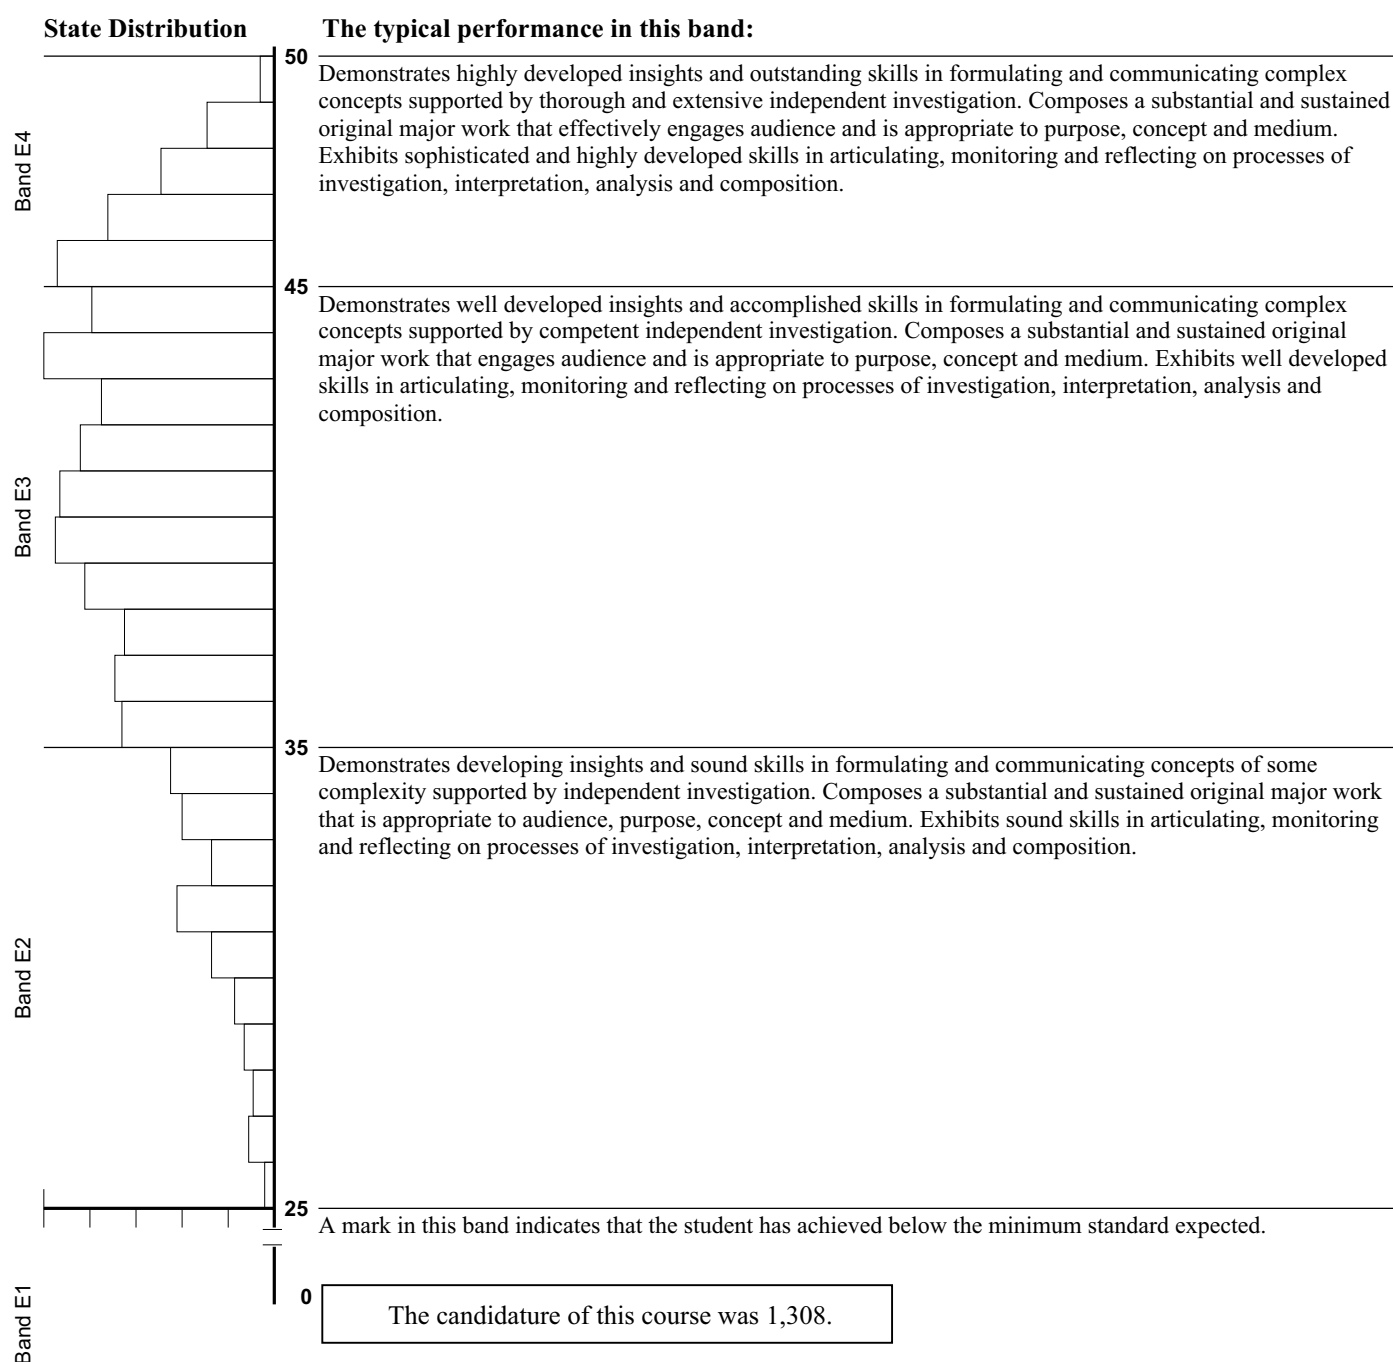 State Distribution
The typical performance in this band:
50
Demonstrates highly developed insights and outstanding skills in formulating and communicating complex
concepts supported by thorough and extensive independent investigation. Composes a substantial and sustained
original major work that effectively engages audience and is appropriate to purpose, concept and medium.
Exhibits sophisticated and highly developed skills in articulating, monitoring and reflecting on processes of
investigation, interpretation, analysis and composition.
Band E4
45
Demonstrates well developed insights and accomplished skills in formulating and communicating complex
concepts supported by competent independent investigation. Composes a substantial and sustained original
major work that engages audience and is appropriate to purpose, concept and medium. Exhibits well developed
skills in articulating, monitoring and reflecting on processes of investigation, interpretation, analysis and
composition.
Band E3
35
Demonstrates developing insights and sound skills in formulating and communicating concepts of some
complexity supported by independent investigation. Composes a substantial and sustained original major work
that is appropriate to audience, purpose, concept and medium. Exhibits sound skills in articulating, monitoring
and reflecting on processes of investigation, interpretation, analysis and composition.
Band E2
25
A mark in this band indicates that the student has achieved below the minimum standard expected.
0
The candidature of this course was 1,308.
Band E1